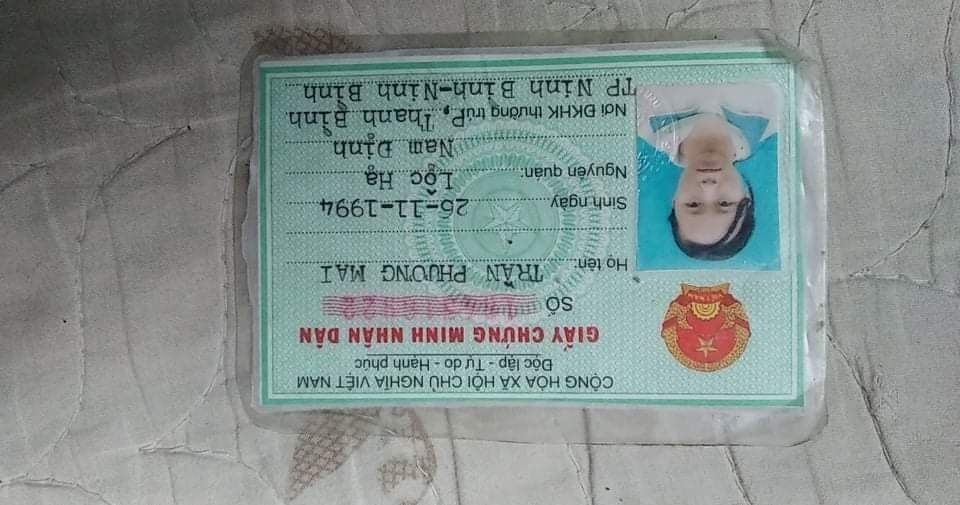 CỘNG HÒA XÃ HỘI CHỦ NGHĨA VIỆT NAM
Độc lập - Tự do - Hạnh phúc
GIẤY CHỨNG MINH NHÂN DÂN
SỐ
Họ tên: TRẦN PHƯƠNG MAI
Sinh ngày 26-11-1994
Nguyên quán: Lộc Hạ
Nam Định
Nơi ĐKHK thường trú P. Thanh Bình
TP Ninh Bình-Ninh Bình
VIỆT NAM